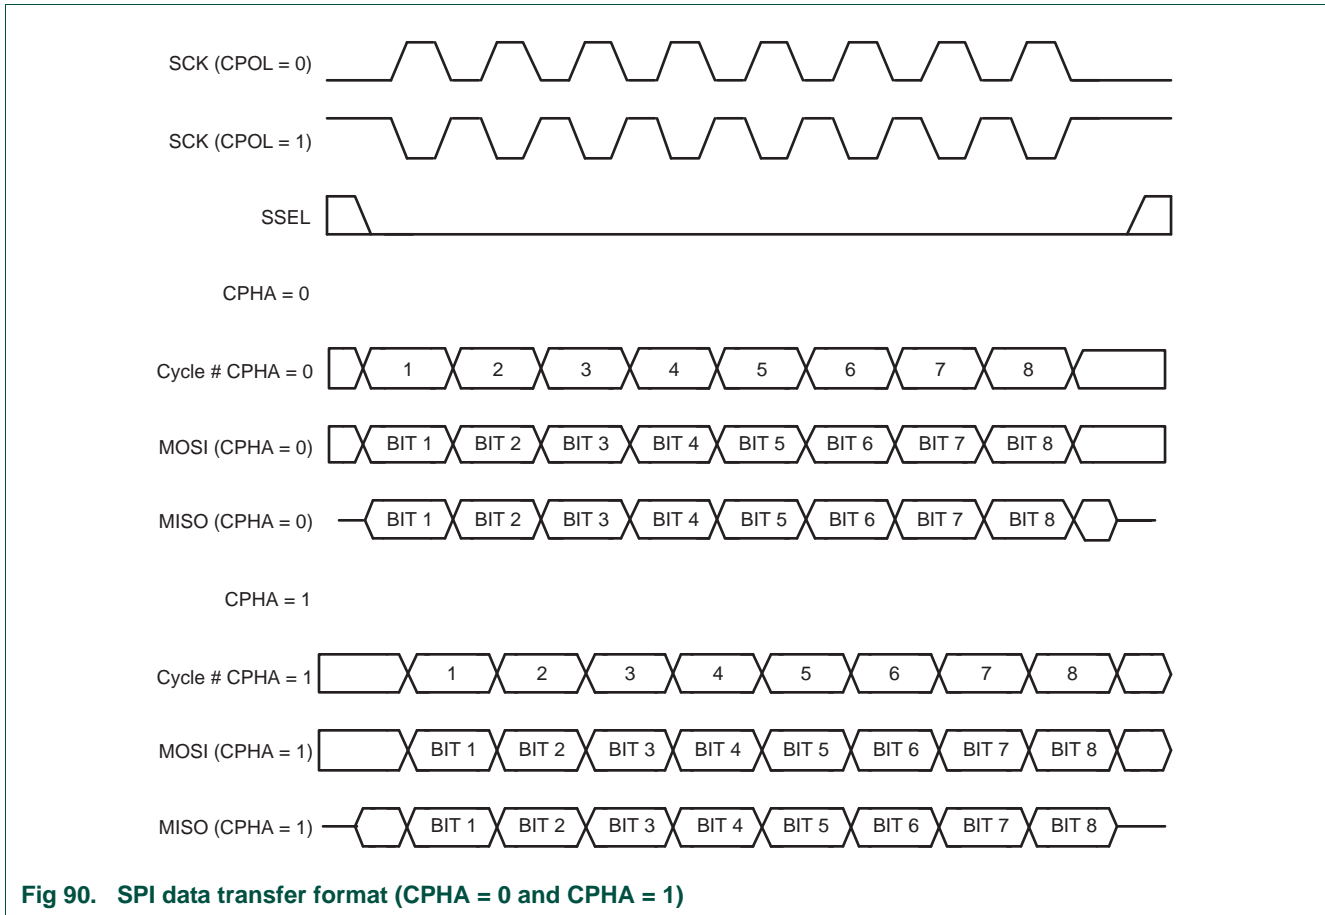 SCK (CPOL = 0)
SCK (CPOL = 1)
SSEL
CPHA = 0
Cycle # CPHA = 0 1 2 3 4 5 6 7 8
MOSI (CPHA = 0) BIT 1 BIT 2 BIT 3 BIT 4 BIT 5 BIT 6 BIT 7 BIT 8
MISO (CPHA = 0) BIT 1 BIT 2 BIT 3 BIT 4 BIT 5 BIT 6 BIT 7 BIT 8
CPHA = 1
Cycle # CPHA = 1 1 2 3 4 5 6 7 8
MOSI (CPHA = 1) BIT 1 BIT 2 BIT 3 BIT 4 BIT 5 BIT 6 BIT 7 BIT 8
MISO (CPHA = 1) BIT 1 BIT 2 BIT 3 BIT 4 BIT 5 BIT 6 BIT 7 BIT 8
Fig 90. SPI data transfer format (CPHA = 0 and CPHA = 1)